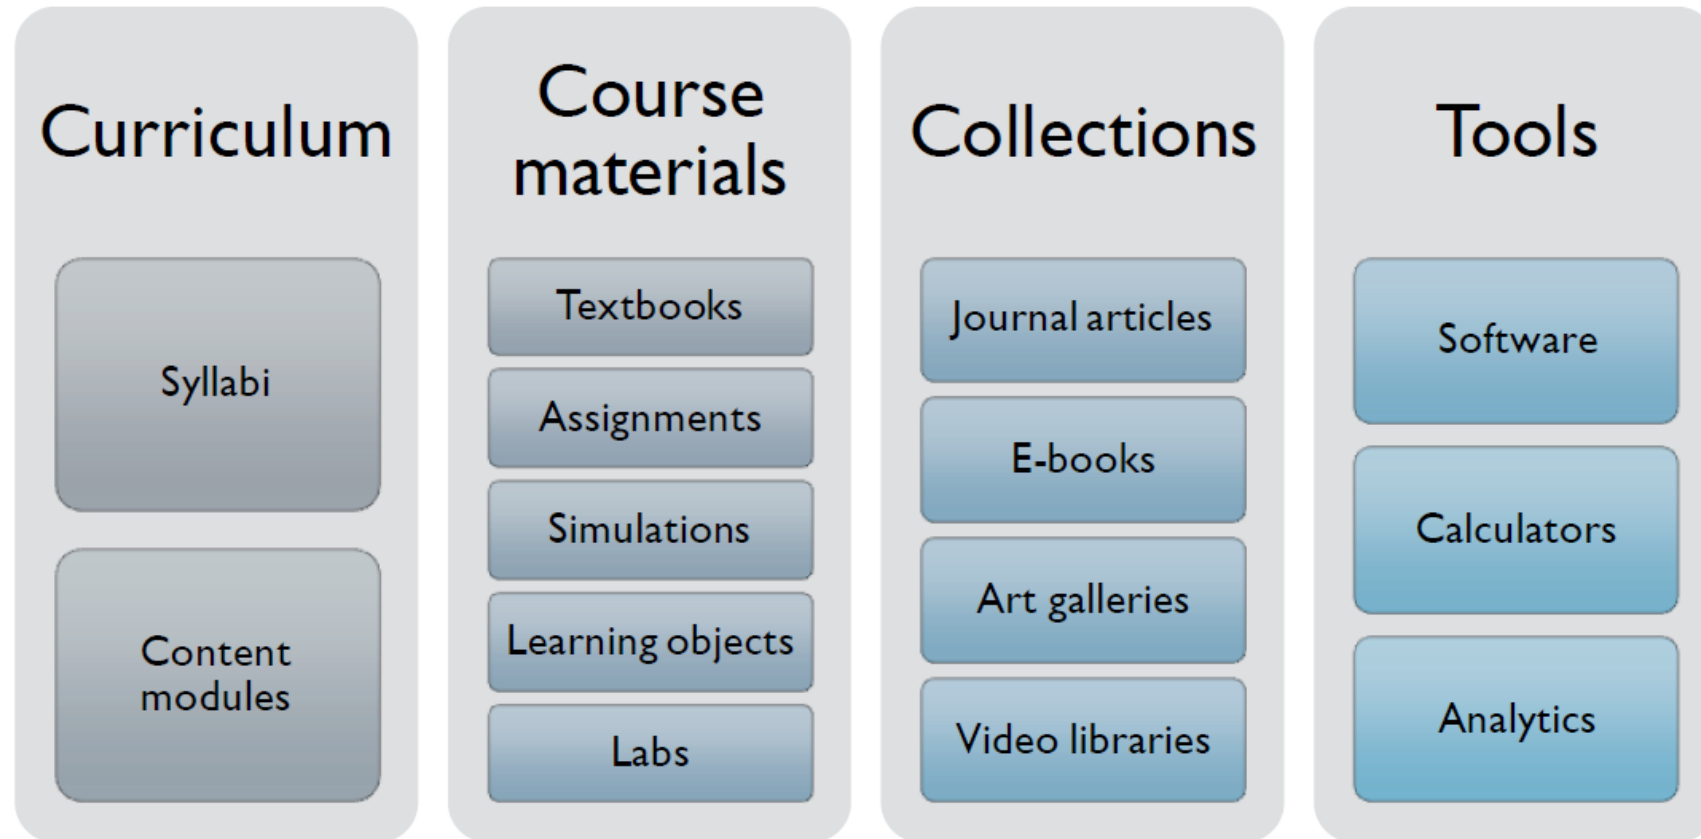 Curriculum
Syllabi
Content
modules
Course
materials
Textbooks
Assignments
Simulations
Learning objects
Labs
Collections
Journal articles
E-books
Art galleries
Video libraries
Tools
Software
Calculators
Analytics